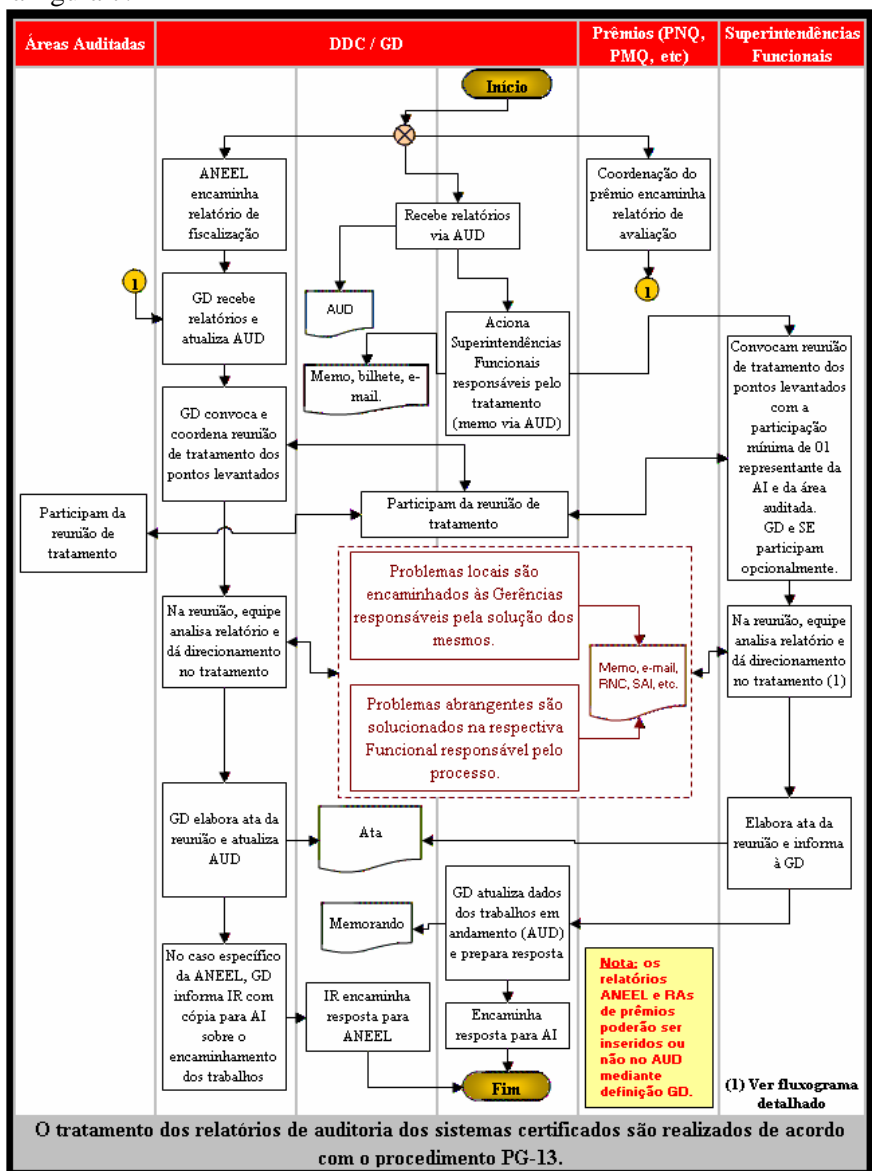 Áreas Auditadas
DDC / GD
Prêmios (PNQ,
PMQ, etc)
Superintendências
Funcionais
Início
ANEEL
encaminha
relatório de
fiscalização
Recebe relatórios
via AUD
Coordenação do
prêmio encaminha
relatório de
avaliação
1
GD recebe
relatórios e
atualiza AUD
AUD
1
Aciona
Superintendências
Funcionais
responsáveis pelo
tratamento
(memo via AUD)
Memo, bilhete, e-
mail.
Convocam reunião
de tratamento dos
pontos levantados
com a
participação
mínima de 01
representante da
AI e da área
auditada.
GD e SE
participam
opcionalmente.
GD convoca e
coordena reunião
de tratamento dos
pontos levantados
Participam da
reunião de
tratamento
Participam da reunião de
tratamento
Problemas locais são
encaminhados às Gerências
responsáveis pela solução dos
mesmos.
Na reunião, equipe
analisa relatório e
dá direcionamento
no tratamento
Memo, e-mail,
RNC, SAI, etc.
Na reunião, equipe
analisa relatório e
dá direcionamento
no tratamento (1)
Problemas abrangentes são
solucionados na respectiva
Funcional responsável pelo
processo.
GD elabora ata da
reunião e atualiza
AUD
Ata
Elabora ata da
reunião e informa
à GD
Memorando
GD atualiza dados
dos trabalhos em
andamento (AUD)
e prepara resposta
No caso específico
da ANEEL, GD
informa IR com
cópia para AI
sobre o
encaminhamento
dos trabalhos
IR encaminha
resposta para
ANEEL
Encaminha
resposta para AI
Nota: os
relatórios
ANEEL e RAs
de prêmios
poderão ser
inseridos ou
não no AUD
mediante
definição GD.
Fim
(1) Ver fluxograma
detalhado
O tratamento dos relatórios de auditoria dos sistemas certificados são realizados de acordo
com o procedimento PG-13.